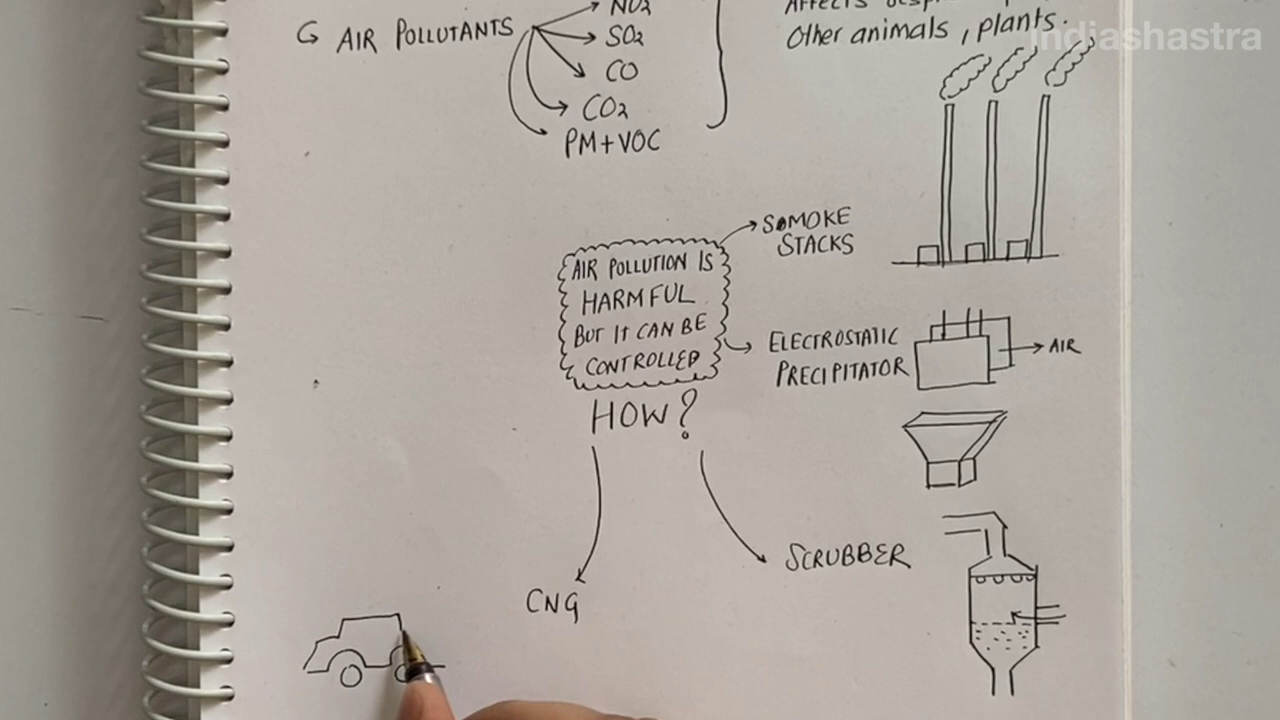 NO2
Affects
Other animals, plants.
indiashastra
G AIR POLLUTANTS
SO2
CO
CO2
PM+VOC
SMOKE
STACKS
AIR POLLUTION IS
HARMFUL
BUT IT CAN BE
CONTROLLED
ELECTROSTATIC
PRECIPITATOR
AIR
HOW?
SCRUBBER
CNG